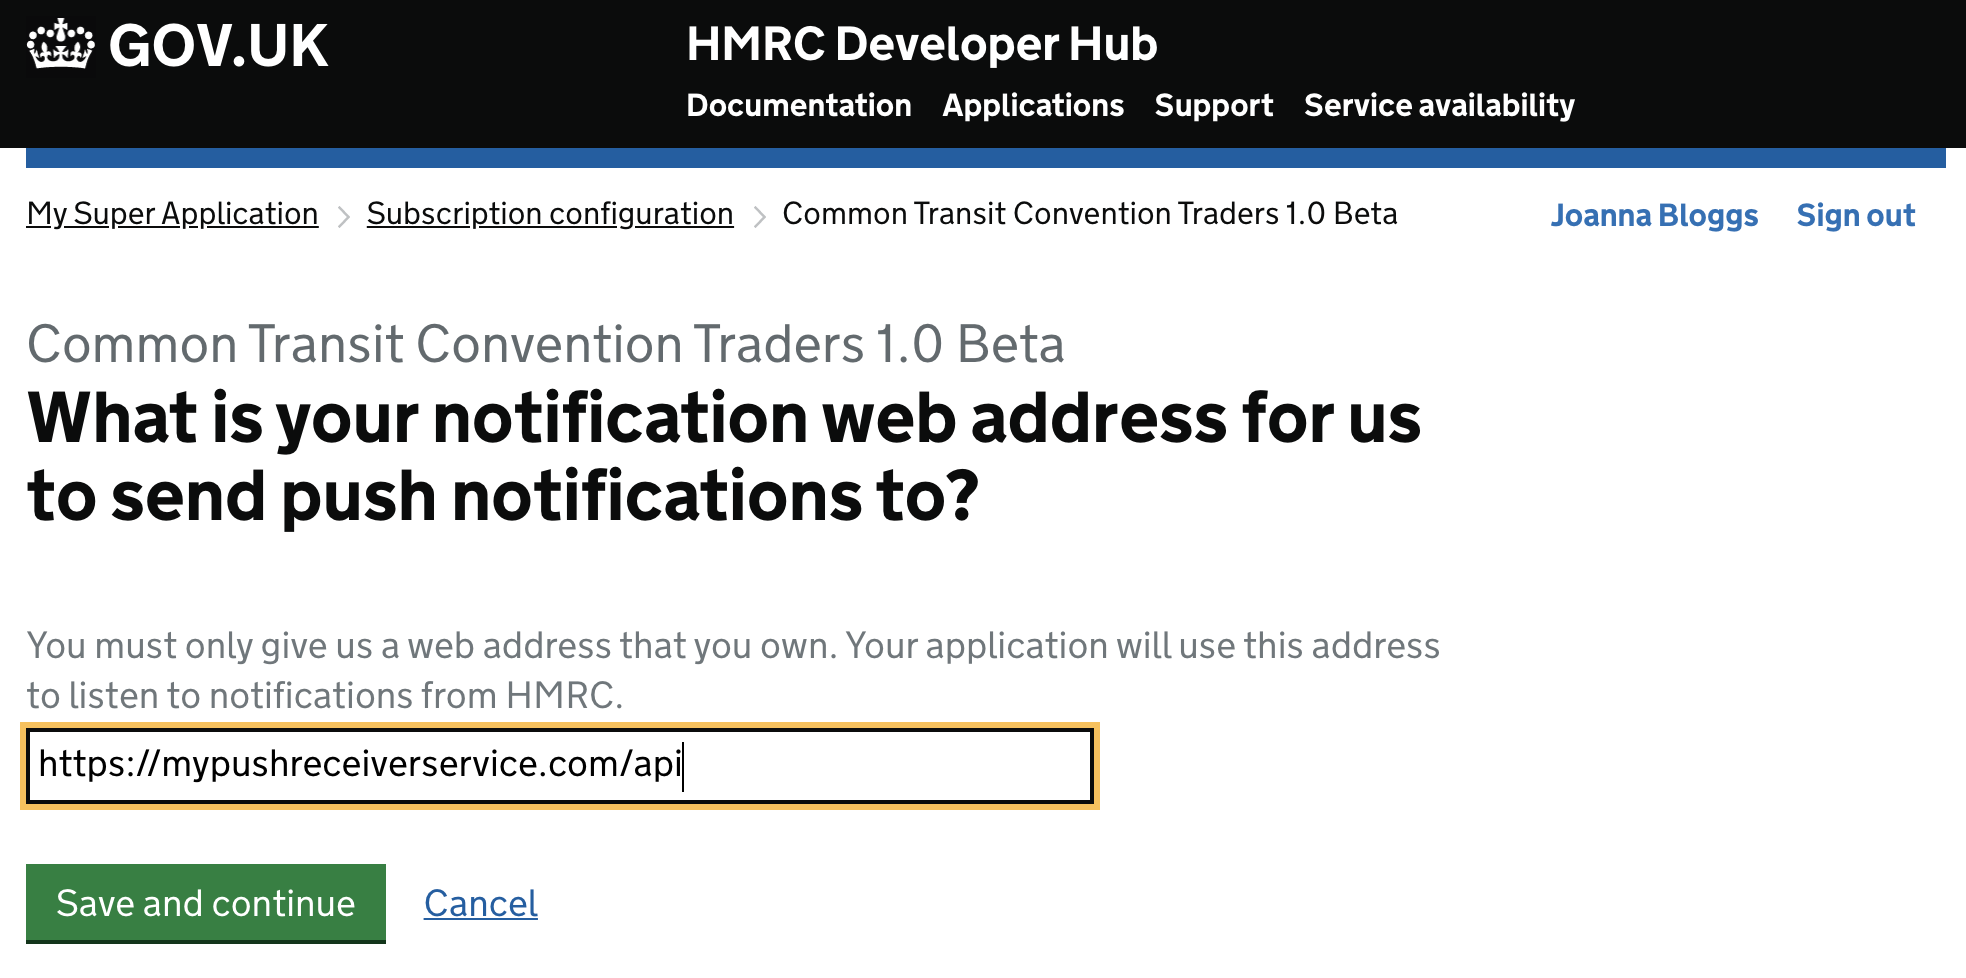 GOV.UK
HMRC Developer Hub
Documentation Applications Support Service availability
My Super Application Subscription configuration Common Transit Convention Traders 1.0 Beta Joanna Bloggs Sign out
Common Transit Convention Traders 1.0 Beta
What is your notification web address for us
to send push notifications to?
You must only give us a web address that you own. Your application will use this address
to listen to notifications from HMRC.
https://mypushreceiverservice.com/api
Save and continue Cancel